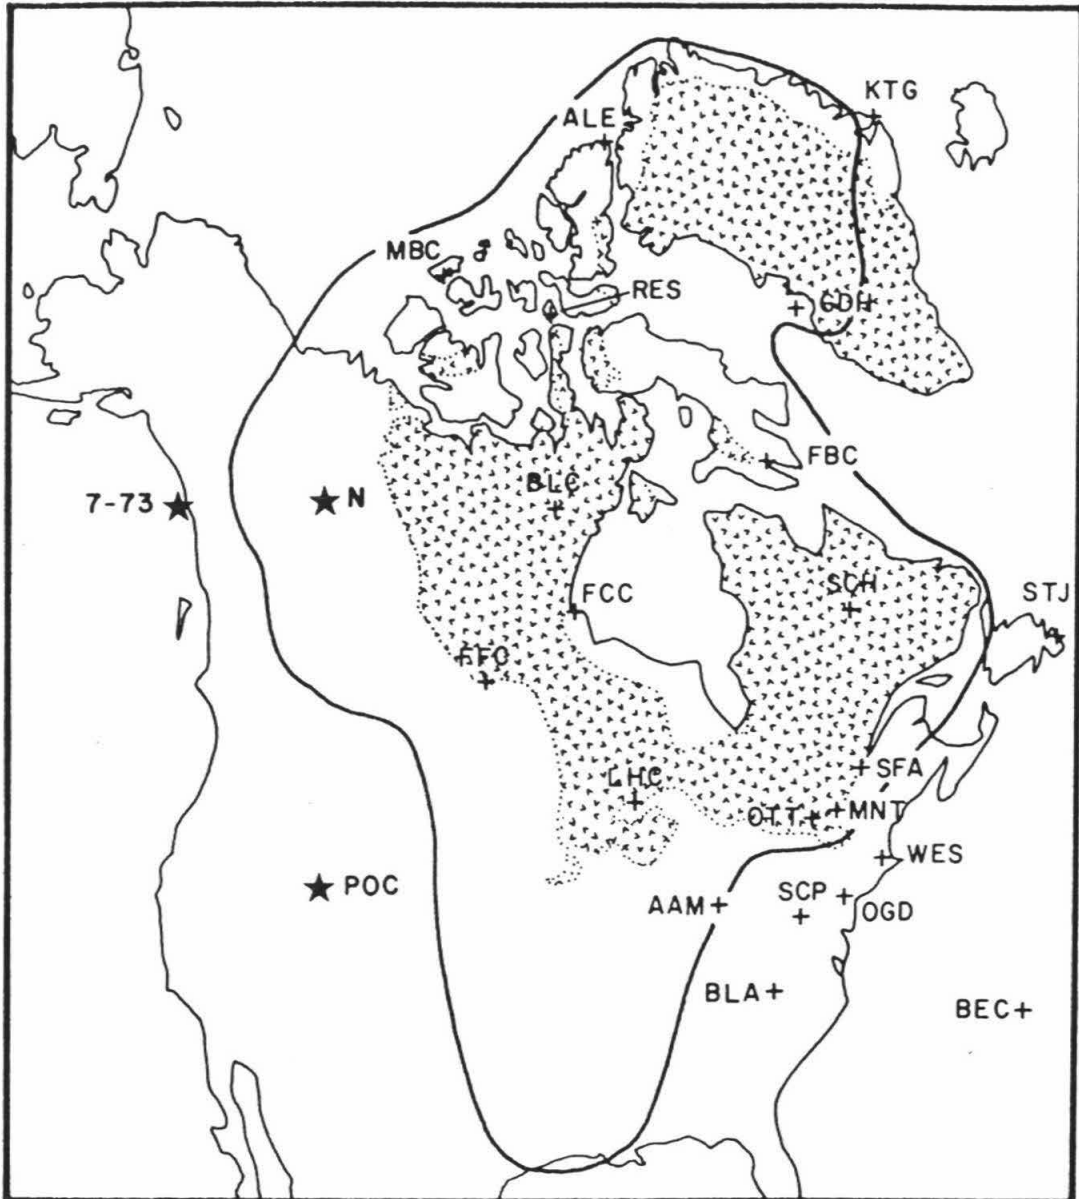 KTG
ALE
MBC
RES
GDH
FBC
BLC
7-73
N
SCH
FCC
STJ
FFC
SFA
LHC
OTT
MNT
WES
POC
SCP
AAM
OGD
BLA
BEC